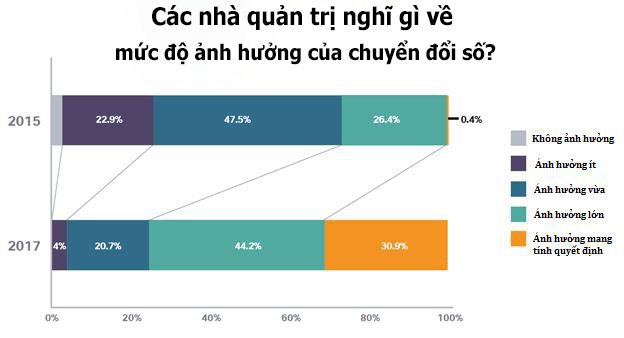 Các nhà quản trị nghĩ gì về
mức độ ảnh hưởng của chuyển đổi số?
2015
22.9%
47.5%
26.4%
0.4%
Không ảnh hưởng
Ảnh hưởng ít
Ảnh hưởng vừa
Ảnh hưởng lớn
Ảnh hưởng mang
tính quyết định
2017
4%
20.7%
44.2%
30.9%
0%
20%
40%
60%
80%
100%